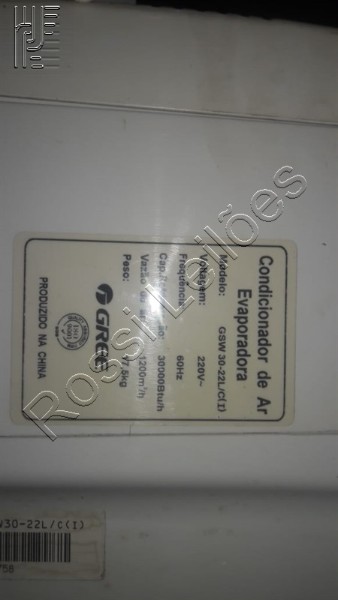 Condicionador de Ar
Evaporadora
Modelo: GSW 30-22L/C(I)
Voltagem: 220V~
Frequência: 60Hz
30000Btu/h
1200m³/h
Peso:
GREE
PRODUZIDO NA CHINA
W30-22L/C(I)
Rossi Leilões